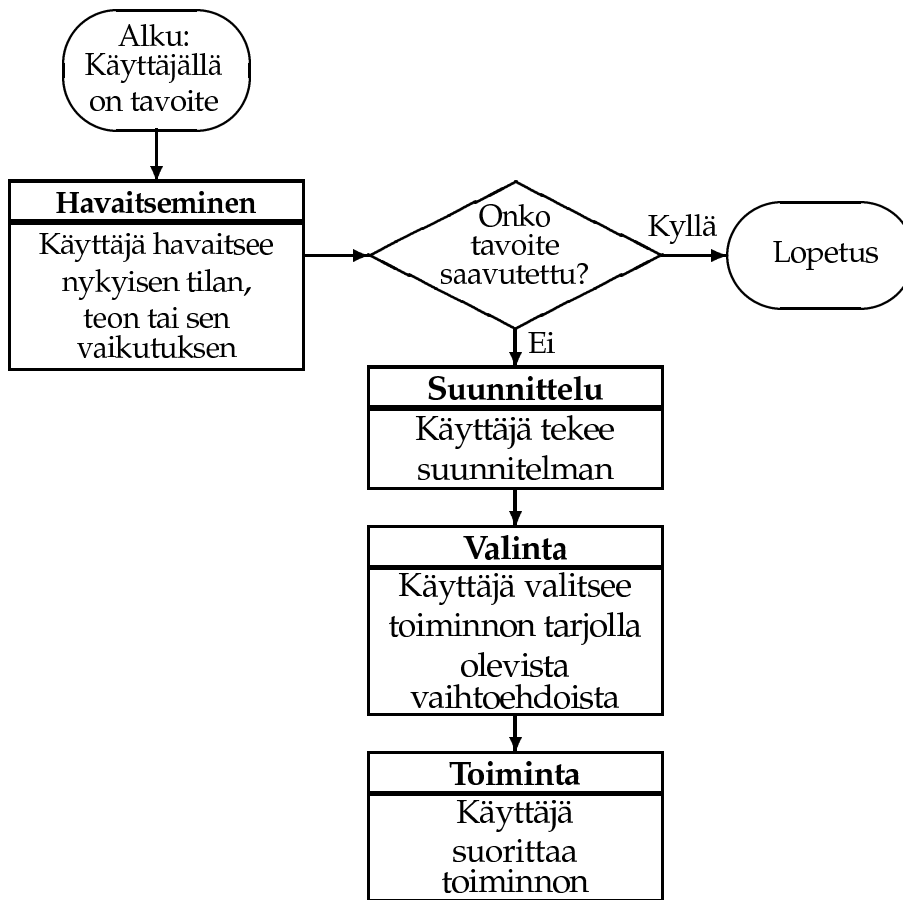 Alku:
Käyttäjällä
on tavoite
Havaitseminen
Käyttäjä havaitsee
nykyisen tilan,
teon tai sen
vaikutuksen
Onko
tavoite
saavutettu?
Kyllä
Lopetus
Ei
Suunnittelu
Käyttäjä tekee
suunnitelman
Valinta
Käyttäjä valitsee
toiminnon tarjolla
olevista
vaihtoehdoista
Toiminta
Käyttäjä
suorittaa
toiminnon